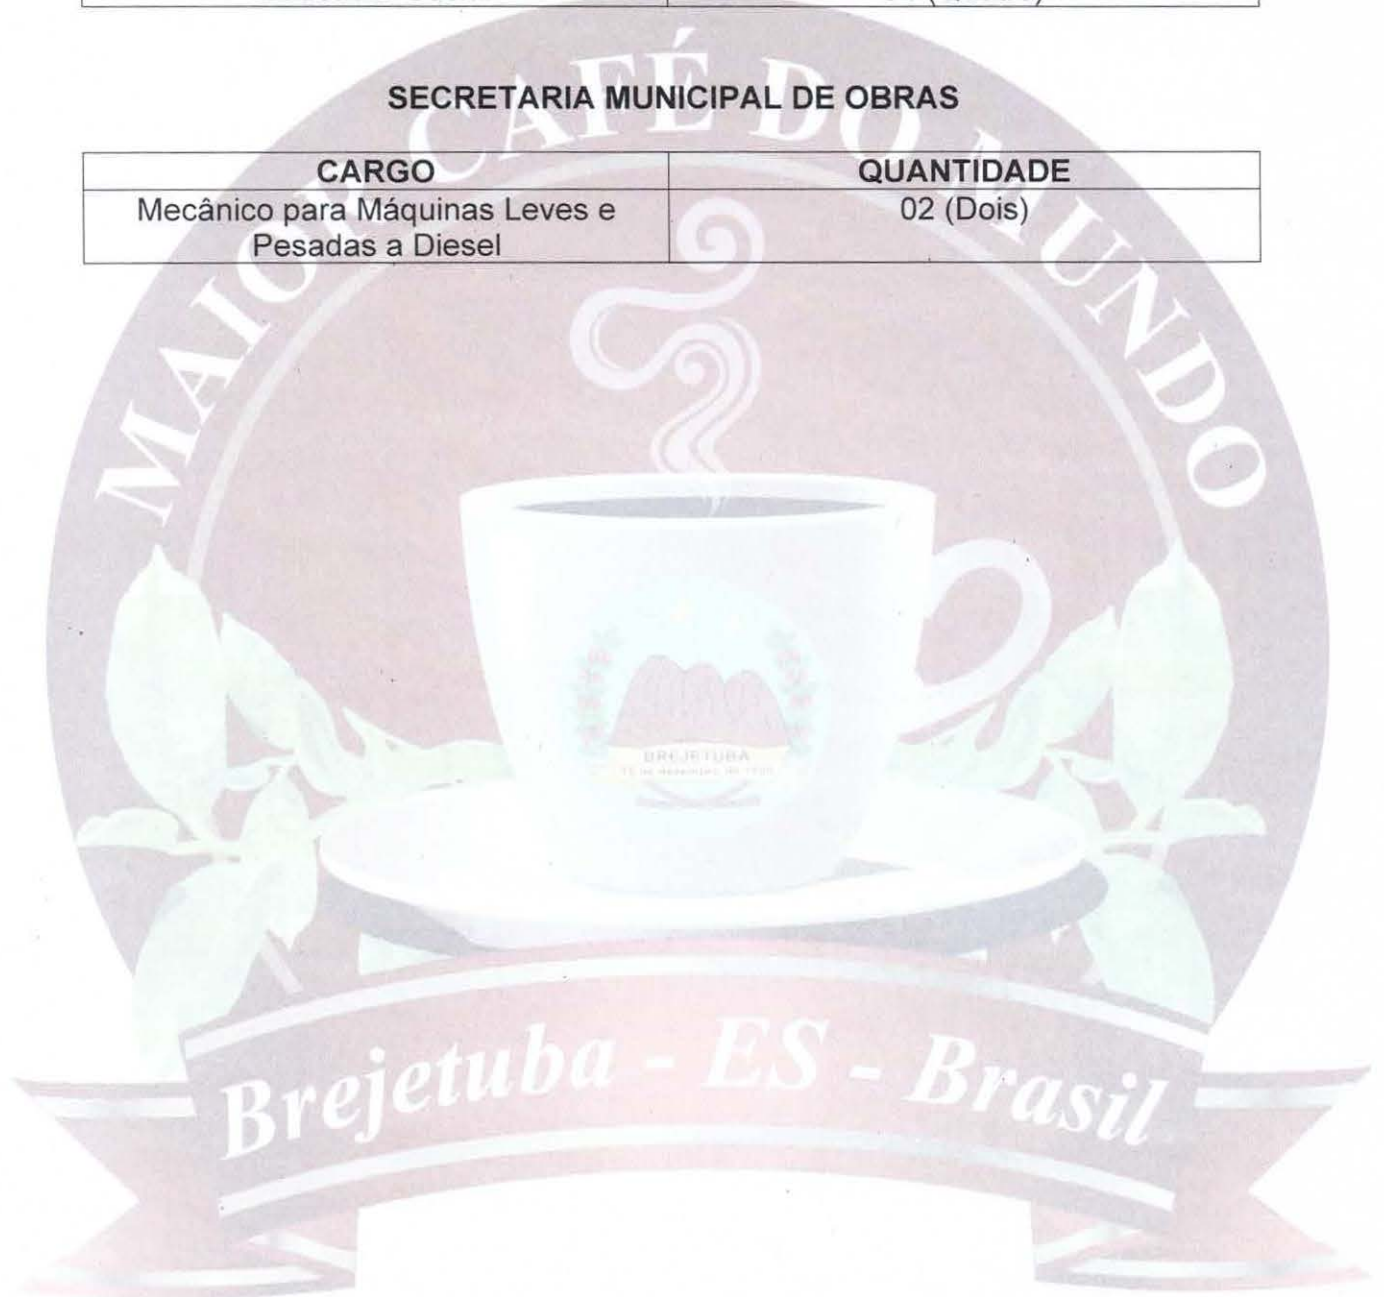 SECRETARIA MUNICIPAL DE OBRAS
CARGO QUANTIDADE
Mecânico para Máquinas Leves e 02 (Dois)
Pesadas a Diesel
MAIOR CAFÉ DO MUNDO
BREJETUBA
Brejetuba - ES - Brasil